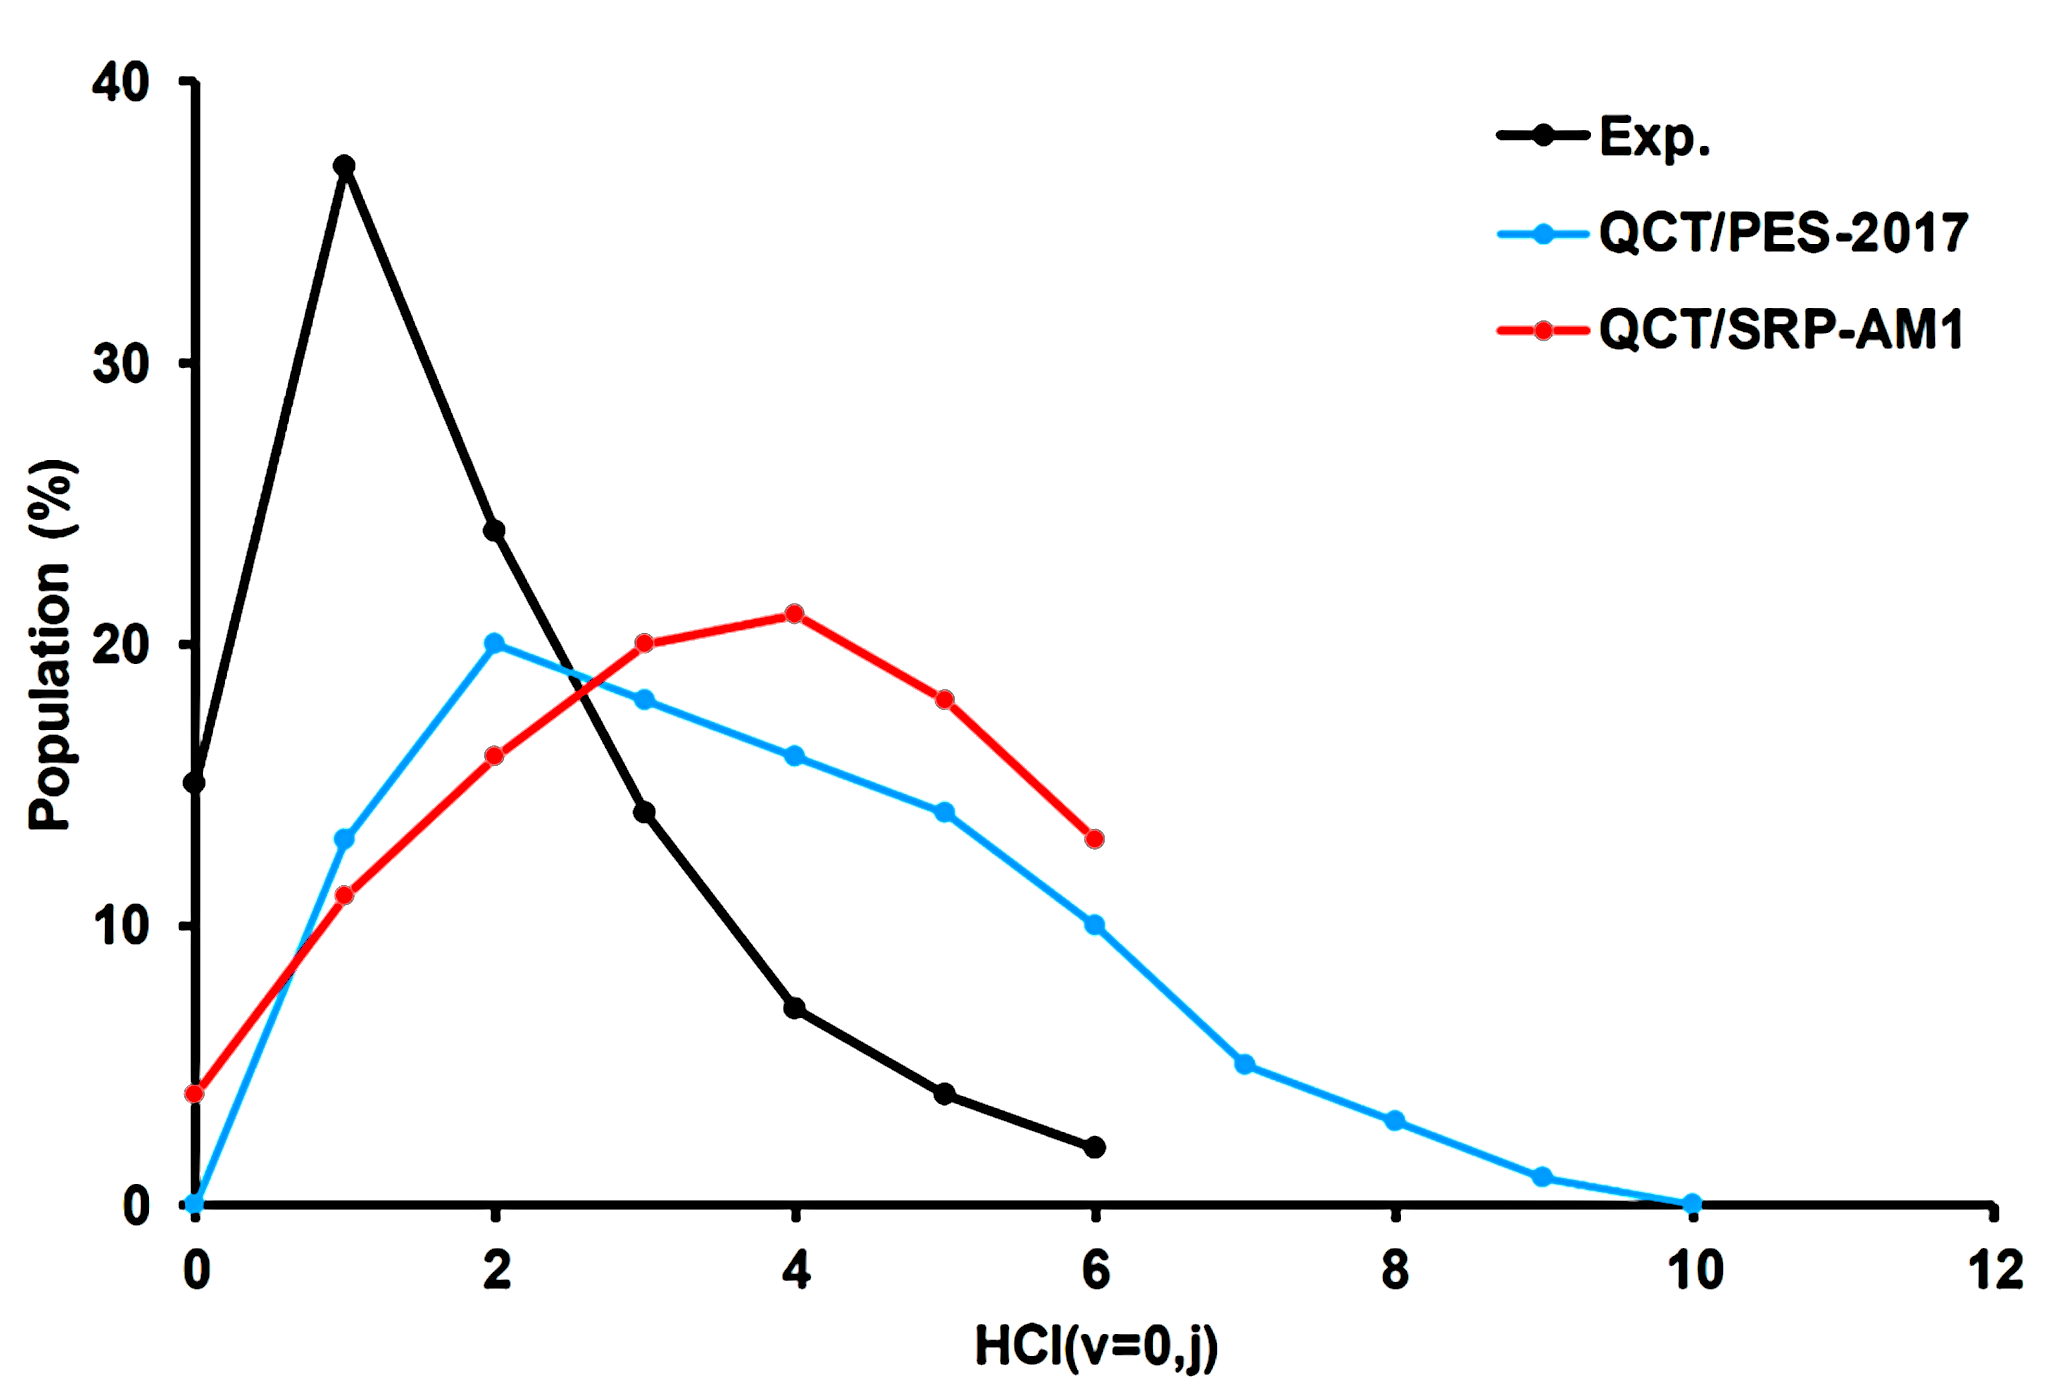 40
30
20
10
0
Population (%)
Exp.
QCT/PES-2017
QCT/SRP-AM1
0 2 4 6 8 10 12
HCl(v=0,j)